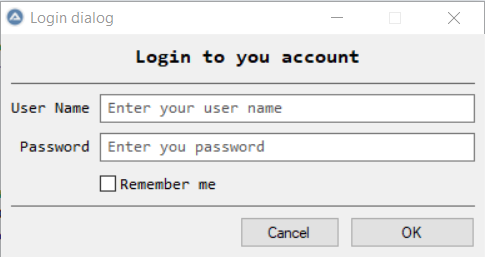 Login dialog
Login to you account
User Name Enter your user name
Password Enter you password
Remember me
Cancel OK